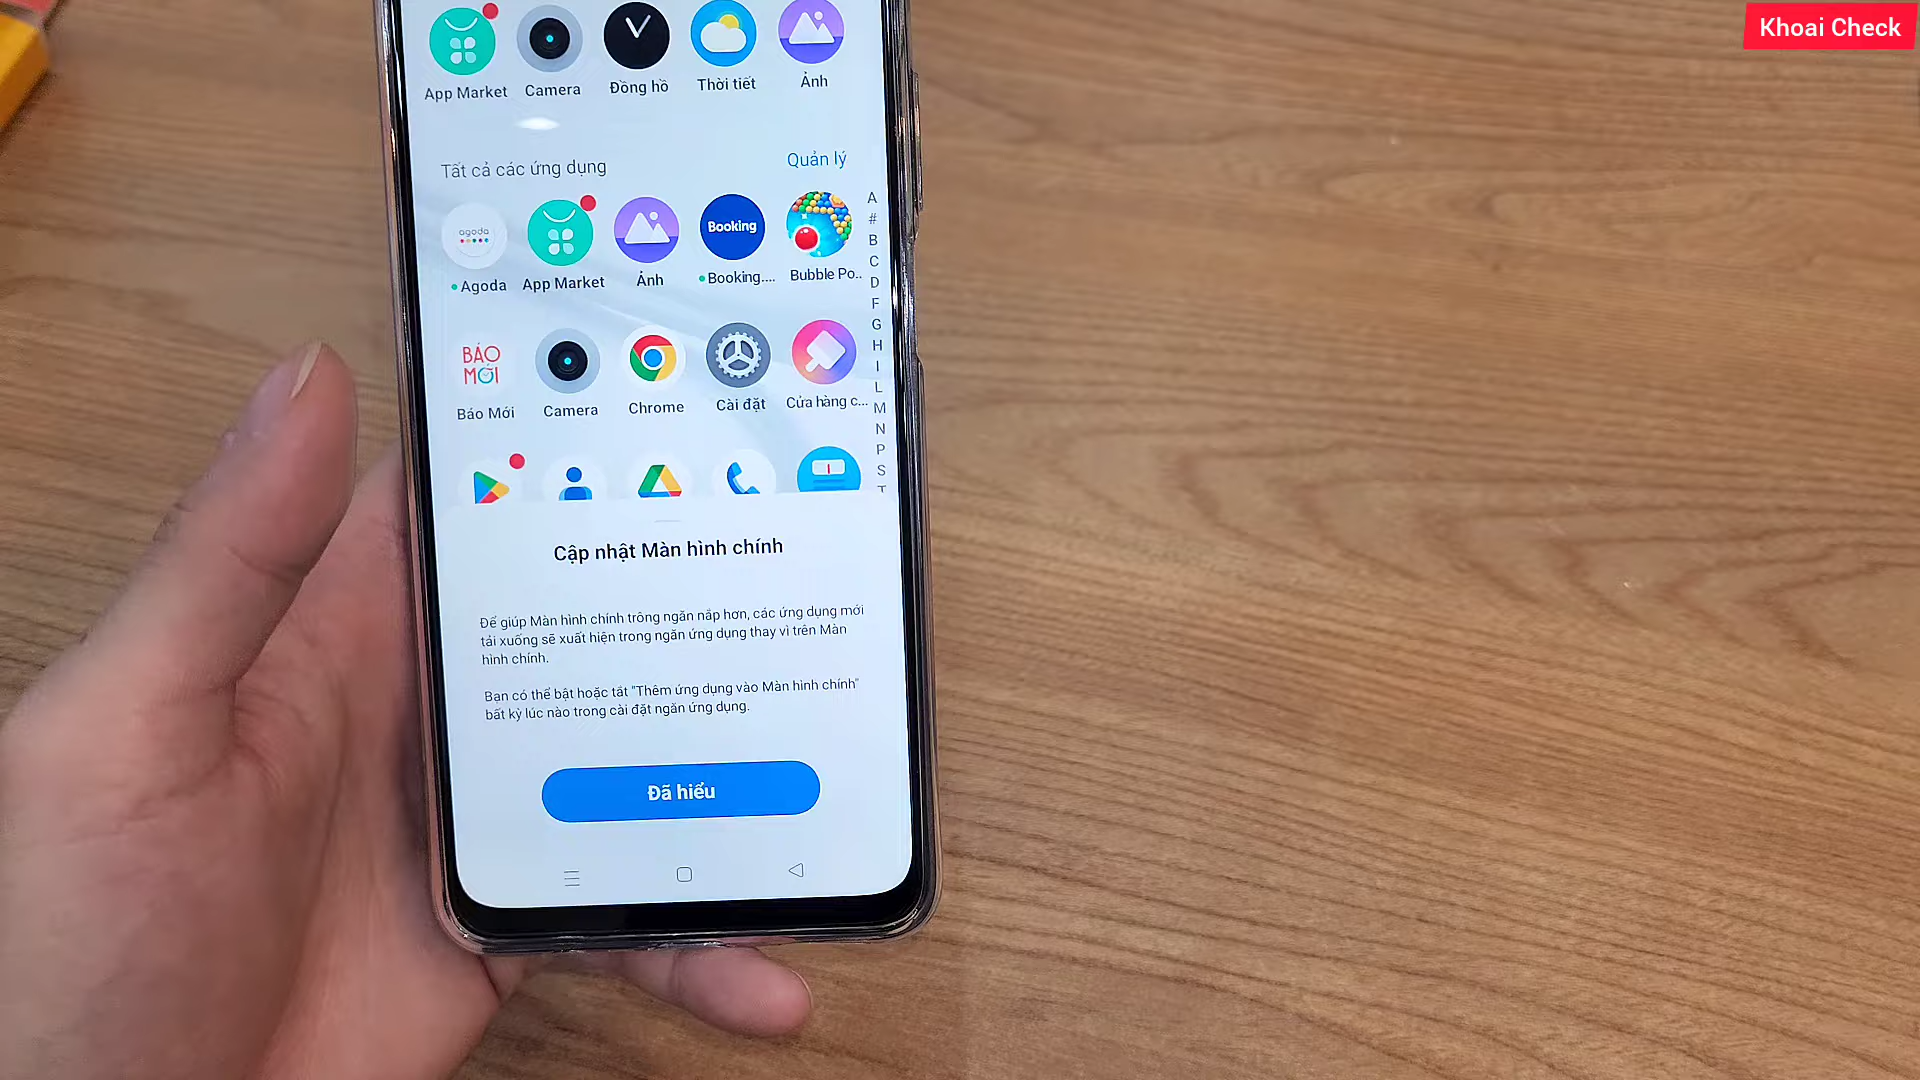 Khoai Check
App Market
Camera
Đồng hồ
Thời tiết
Ảnh
Tất cả các ứng dụng
Quản lý
agoda
Booking
Agoda
App Market
Ảnh
Booking....
Bubble Po..
BÁO
MỚI
Báo Mới
Camera
Chrome
Cài đặt
Cửa hàng c...
A
#
B
C
D
F
G
H
I
L
M
N
P
S
T
Cập nhật Màn hình chính
Để giúp Màn hình chính trông ngăn nắp hơn, các ứng dụng mới
tải xuống sẽ xuất hiện trong ngăn ứng dụng thay vì trên Màn
hình chính.
Bạn có thể bật hoặc tắt "Thêm ứng dụng vào Màn hình chính"
bất kỳ lúc nào trong cài đặt ngăn ứng dụng.
Đã hiểu